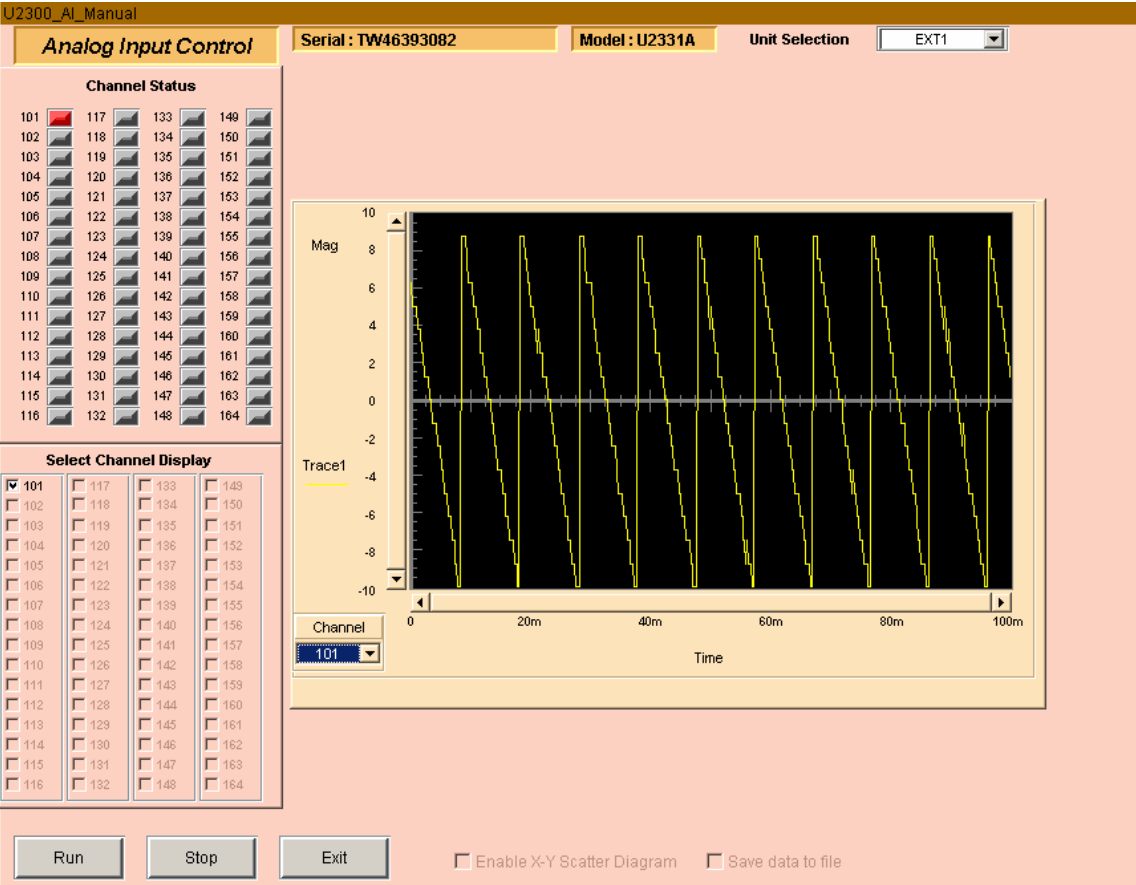 U2300_AI_Manual
Analog Input Control
Serial : TW46393082
Model : U2331A
Unit Selection
EXT1
Channel Status
101 117 133 149
102 118 134 150
103 119 135 151
104 120 136 152
105 121 137 153
106 122 138 154
107 123 139 155
108 124 140 156
109 125 141 157
110 126 142 158
111 127 143 159
112 128 144 160
113 129 145 161
114 130 146 162
115 131 147 163
116 132 148 164
Select Channel Display
101 117 133 149
102 118 134 150
103 119 135 151
104 120 136 152
105 121 137 153
106 122 138 154
107 123 139 155
108 124 140 156
109 125 141 157
110 126 142 158
111 127 143 159
112 128 144 160
113 129 145 161
114 130 146 162
115 131 147 163
116 132 148 164
10
Mag 8
6
4
2
0
-2
Trace1
-4
-6
-8
-10
0 20m 40m 60m 80m 100m
Time
Channel
101
Run Stop Exit
Enable X-Y Scatter Diagram
Save data to file